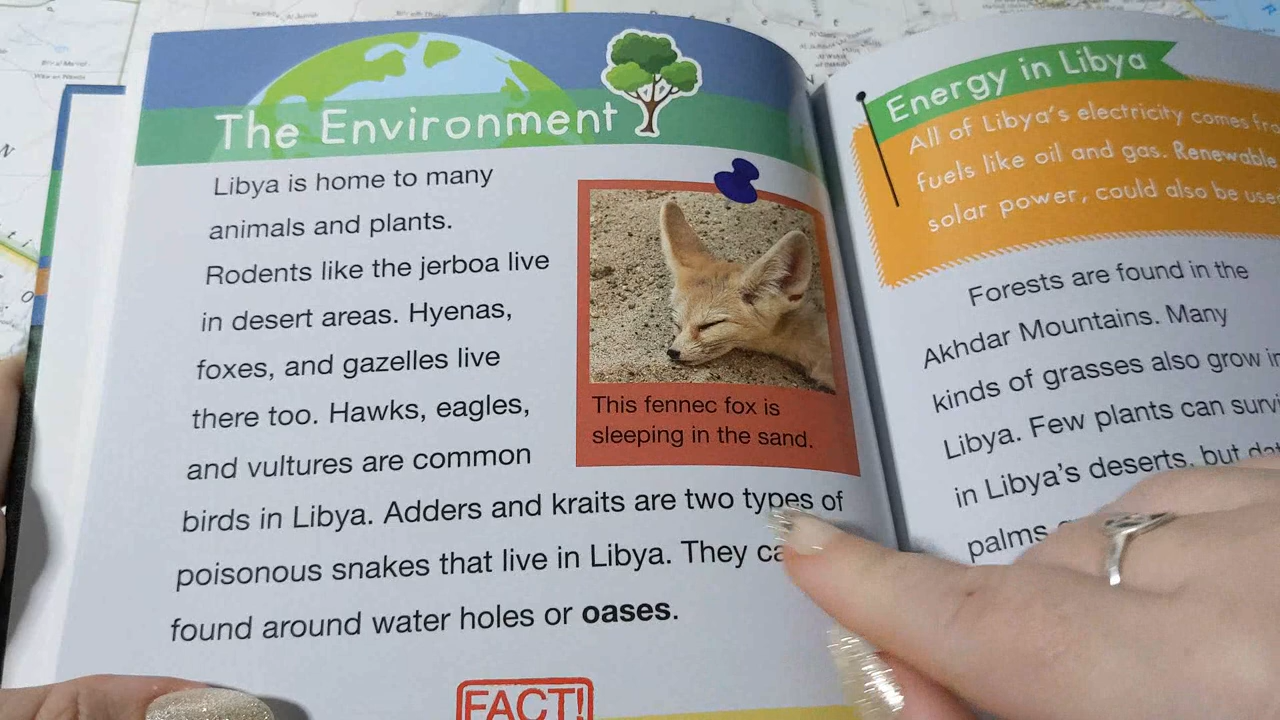 The Environment
Libya is home to many
animals and plants.
Rodents like the jerboa live
in desert areas. Hyenas,
foxes, and gazelles live
there too. Hawks, eagles,
and vultures are common
birds in Libya. Adders and kraits are two types of
poisonous snakes that live in Libya. They
found around water holes or oases.
This fennec fox is
sleeping in the sand.
FACT!
Energy in Libya
All of Libya's electricity comes
fuels like oil and gas. Renewable
solar power, could also be used
Forests are found in the
Akhdar Mountains. Many
kinds of grasses also grow in
Libya. Few plants can
in Libya's deserts, but
palms